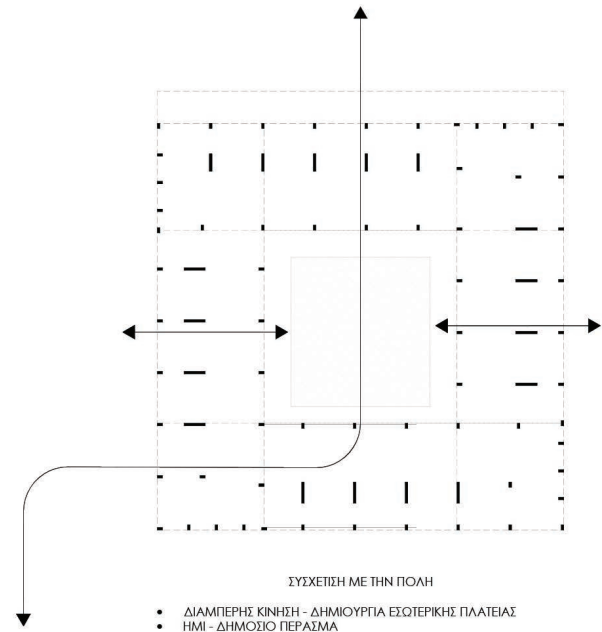 ΣΥΣΧΕΤΙΣΗ ΜΕ ΤΗΝ ΠΟΛΗ
• ΔΙΑΜΠΕΡΗΣ ΚΙΝΗΣΗ - ΔΗΜΙΟΥΡΓΙΑ ΕΣΩΤΕΡΙΚΗΣ ΠΛΑΤΕΙΑΣ
• ΗΜΙ - ΔΗΜΟΣΙΟ ΠΕΡΑΣΜΑ